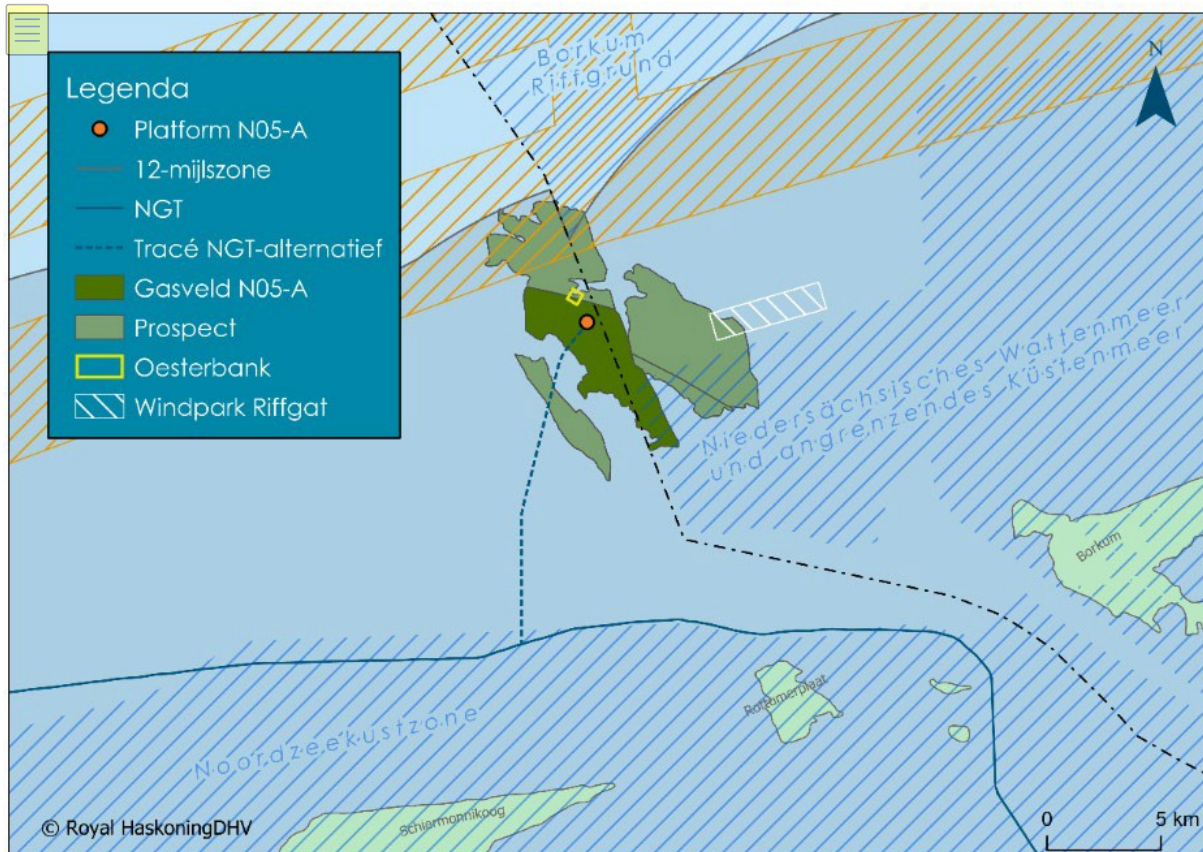 Borkum
Riffgrund
N
Legenda
Platform N05-A
12-mijlszone
NGT
Tracé NGT-alternatief
Gasveld N05-A
Prospect
Oesterbank
Windpark Riffgat
Niedersächsisches Wattenmeer
und angrenzendes Küstenmeer
Borkum
Rottumerplaat
Noordzeekustzone
Schiermonnikoog
© Royal HaskoningDHV
0 5 km